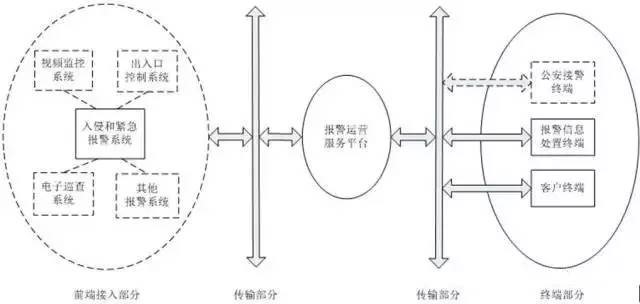 视频监控
系统
出入口
控制系统
入侵和紧急
报警系统
电子巡查
系统
其他
报警系统
报警运营
服务平台
公安接警
终端
报警信息
处置终端
客户终端
前端接入部分
传输部分
传输部分
终端部分